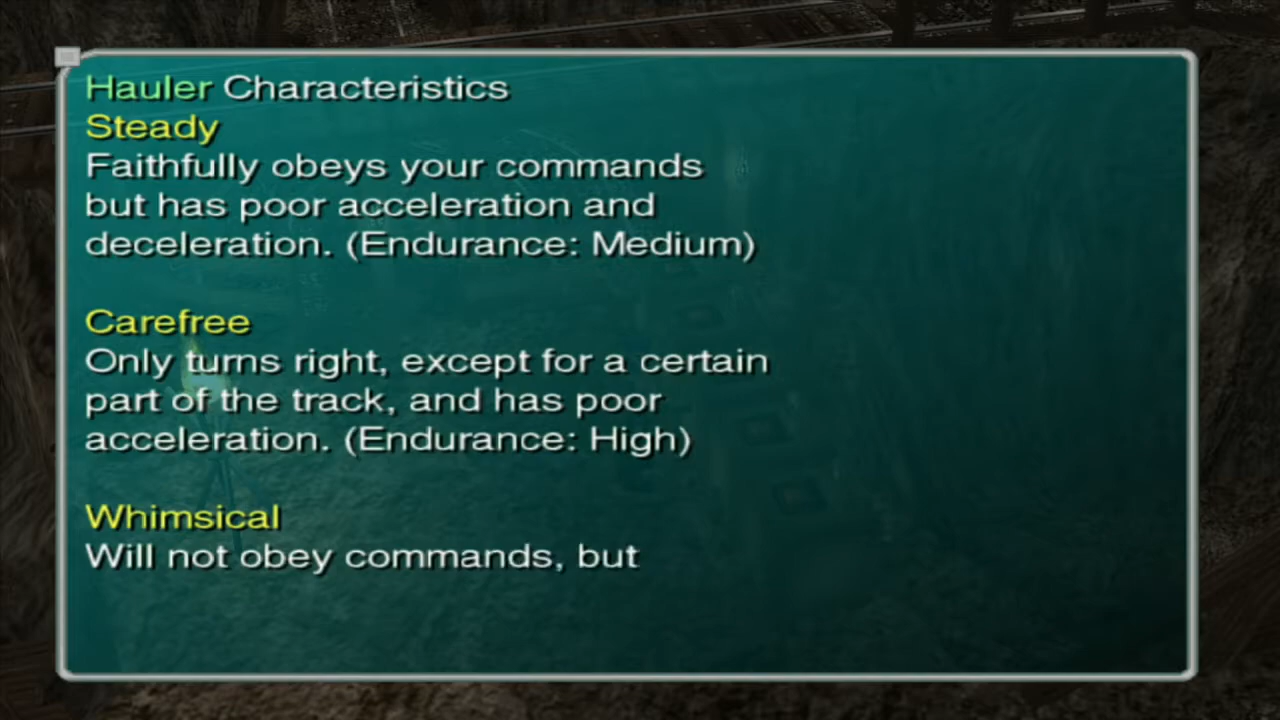 Hauler Characteristics
Steady
Faithfully obeys your commands
but has poor acceleration and
deceleration. (Endurance: Medium)
Carefree
Only turns right, except for a certain
part of the track, and has poor
acceleration. (Endurance: High)
Whimsical
Will not obey commands, but